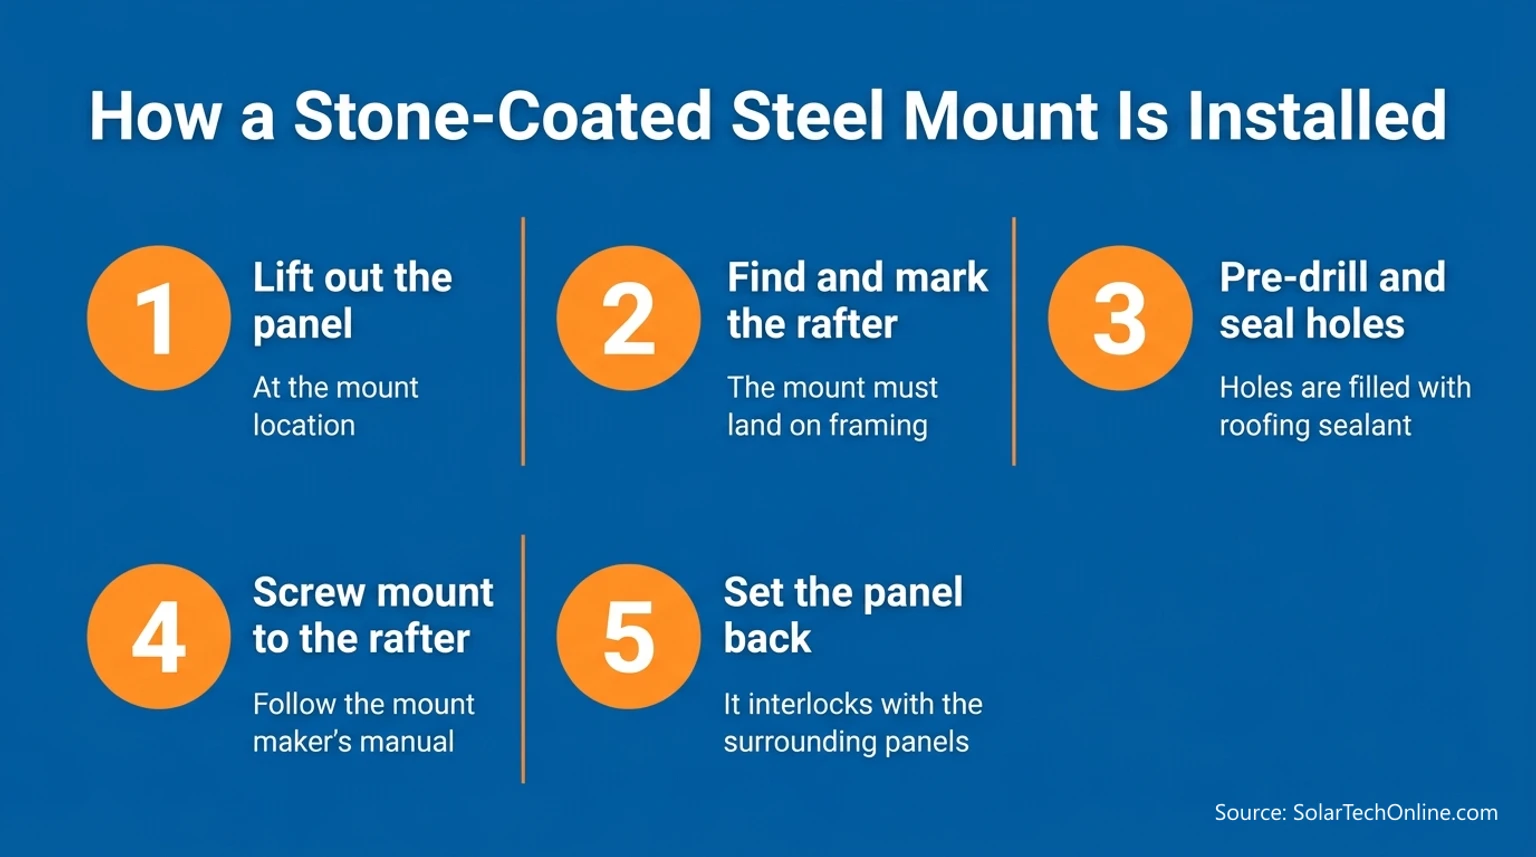 How a Stone-Coated Steel Mount Is Installed
1
Lift out the
panel
At the mount
location
2
Find and mark
the rafter
The mount must
land on framing
3
Pre-drill and
seal holes
Holes are filled with
roofing sealant
4
Screw mount
to the rafter
Follow the mount
maker’s manual
5
Set the panel
back
It interlocks with the
surrounding panels
Source: SolarTechOnline.com